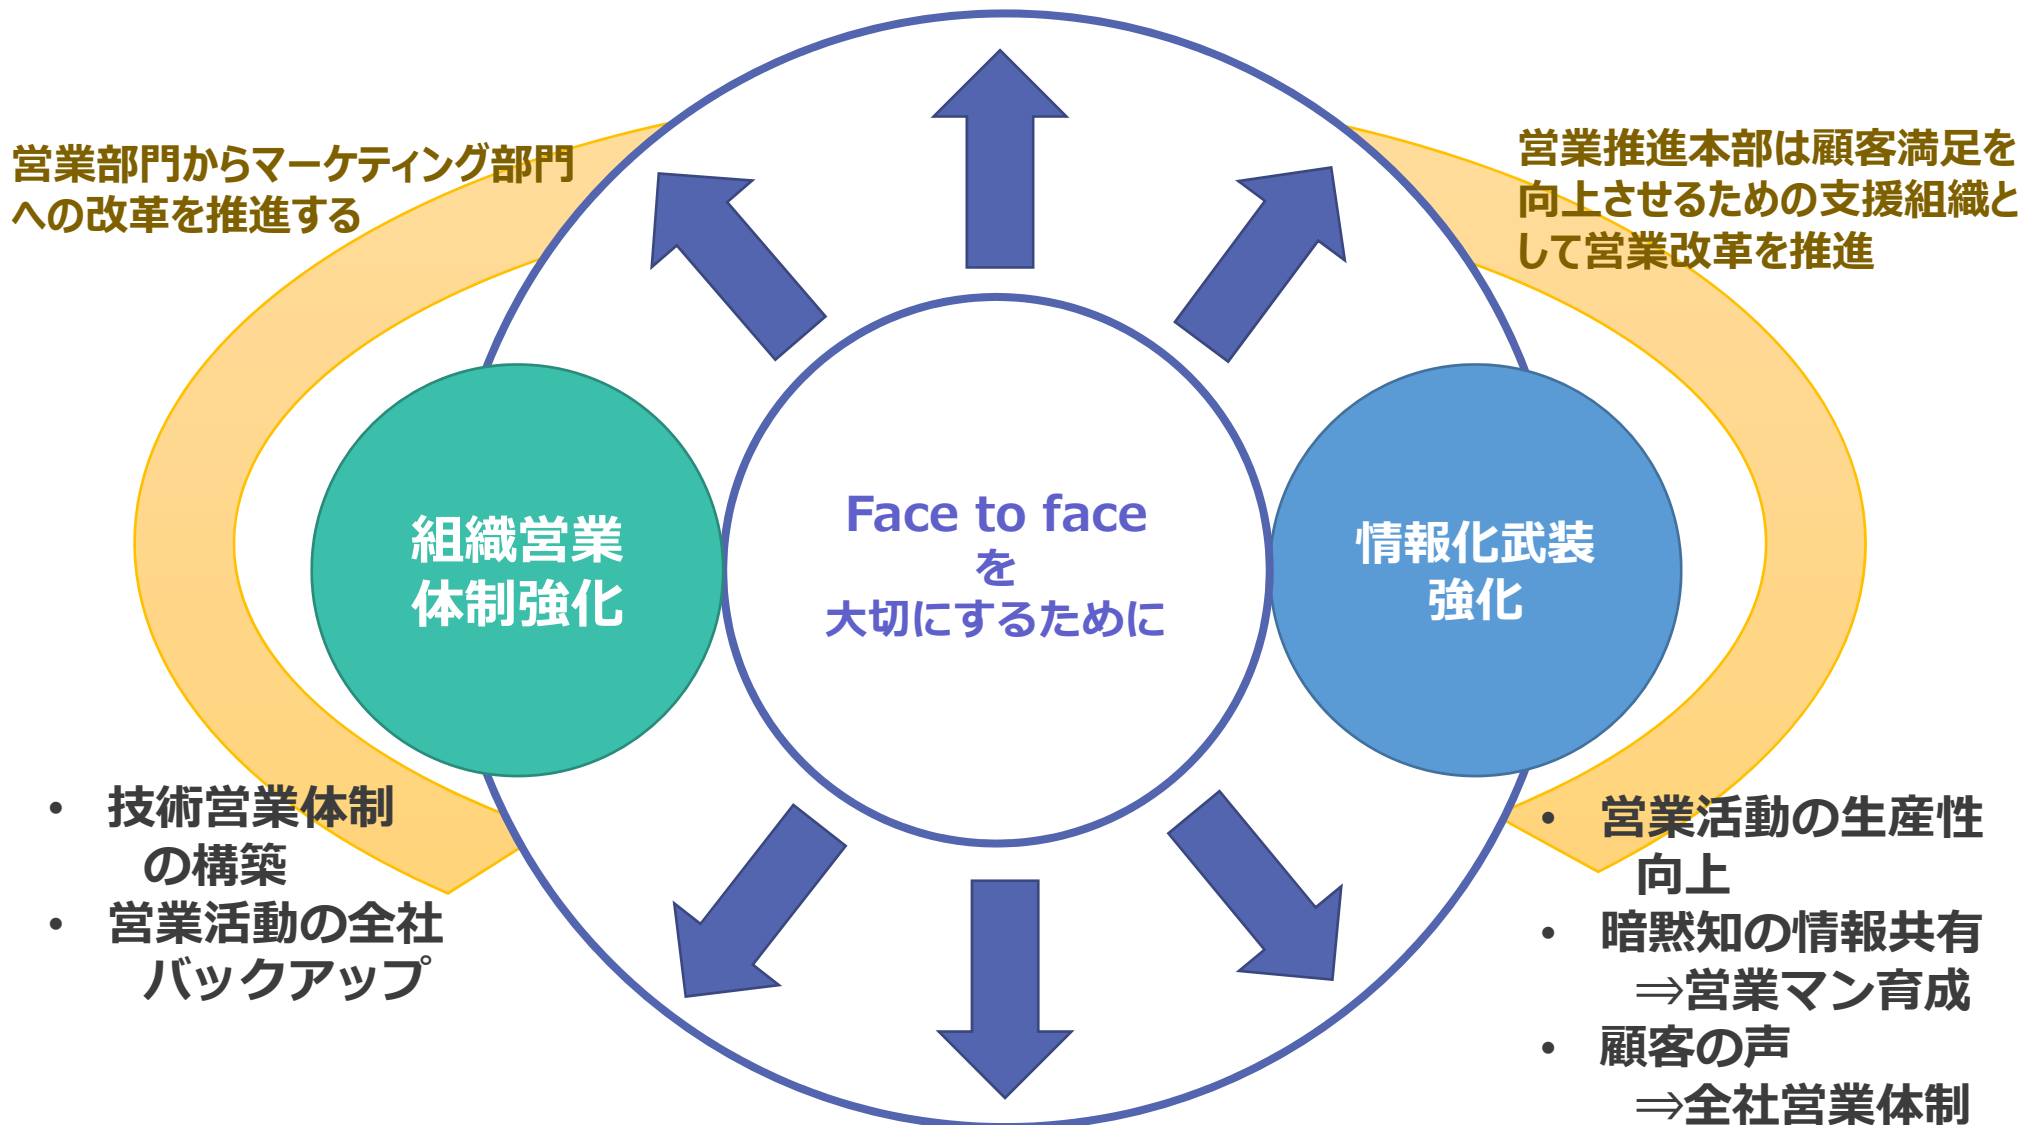 営業部門からマーケティング部門
への改革を推進する
営業推進本部は顧客満足を
向上させるための支援組織と
して営業改革を推進
組織営業
体制強化
Face to face
を
大切にするために
情報化武装
強化
• 技術営業体制
の構築
• 営業活動の全社
バックアップ
• 営業活動の生産性
向上
• 暗黙知の情報共有
⇒営業マン育成
• 顧客の声
⇒全社営業体制